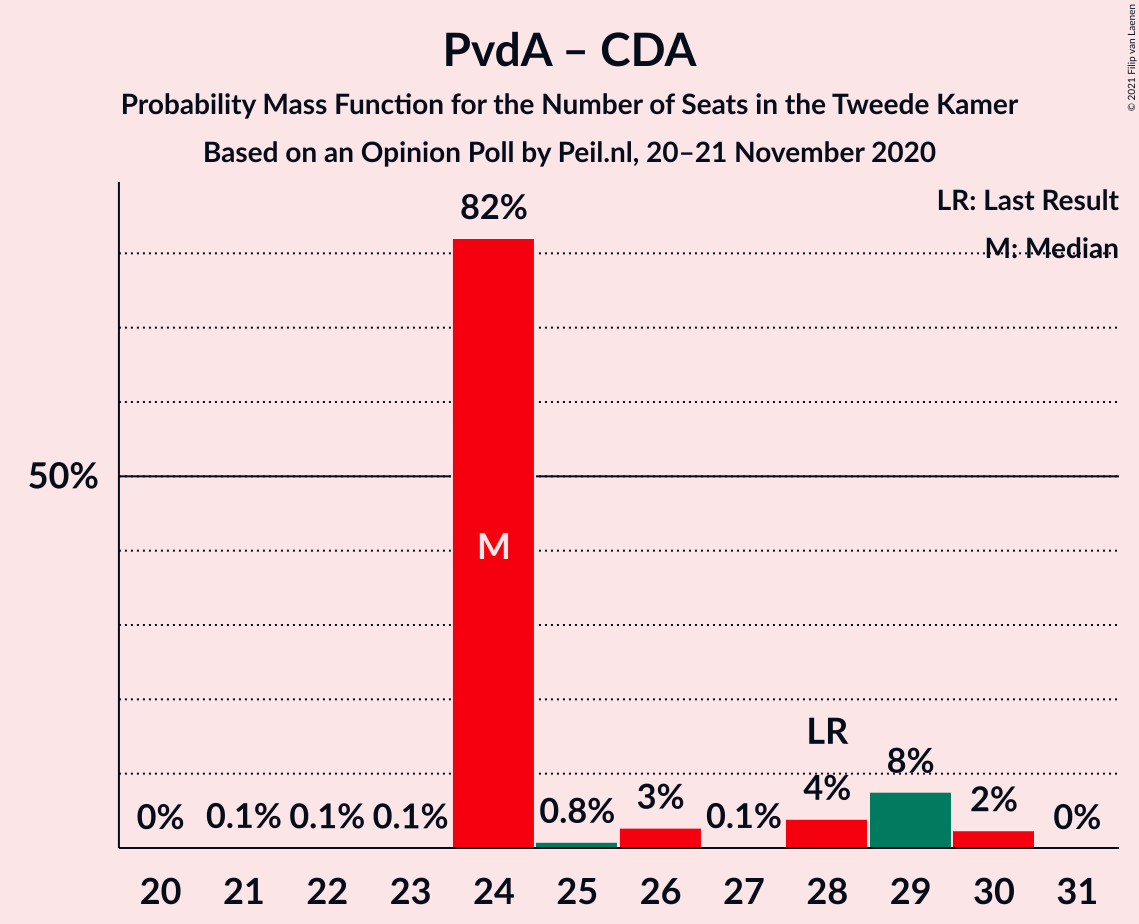 PvdA – CDA
Probability Mass Function for the Number of Seats in the Tweede Kamer
Based on an Opinion Poll by Peil.nl, 20–21 November 2020
© 2021 Filip van Laenen
LR: Last Result
M: Median
50%
82%
M
LR
0% 0.1% 0.1% 0.1% 0.8% 3% 0.1% 4% 8% 2% 0%
20 21 22 23 24 25 26 27 28 29 30 31